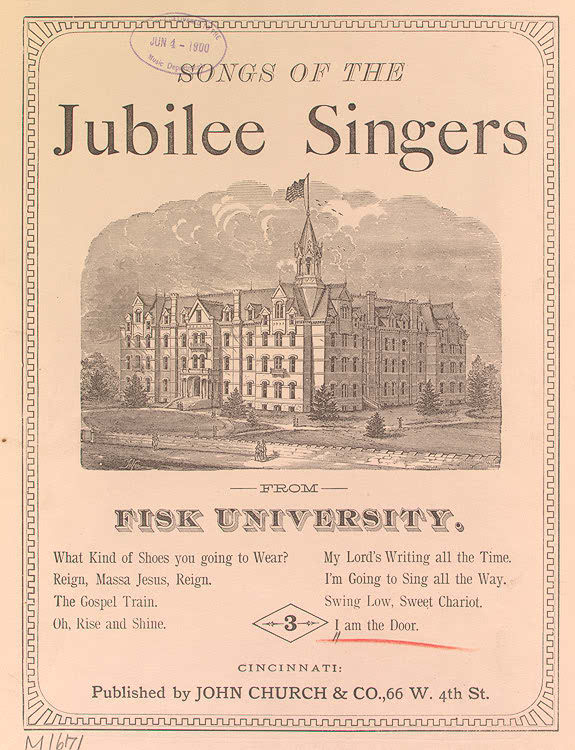 JUN 4 - 1900
Music Department
SONGS OF THE
Jubilee Singers
FROM
FISK UNIVERSITY.
What Kind of Shoes you going to Wear?
Reign, Massa Jesus, Reign.
The Gospel Train.
Oh, Rise and Shine.
My Lord's Writing all the Time.
I'm Going to Sing all the Way.
Swing Low, Sweet Chariot.
I am the Door.
3
CINCINNATI:
Published by JOHN CHURCH & CO., 66 W. 4th St.
M1671